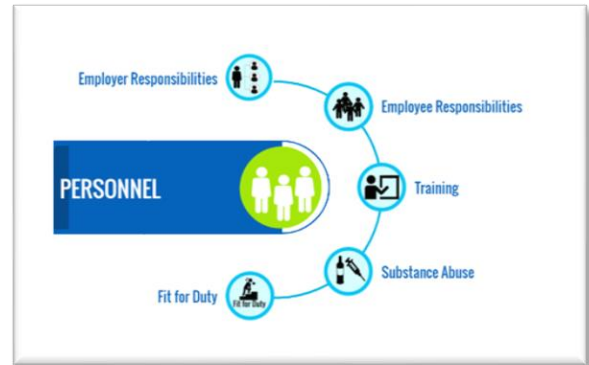 Employer Responsibilities
Employee Responsibilities
PERSONNEL
Training
Substance Abuse
Fit for Duty
Fit for Duty